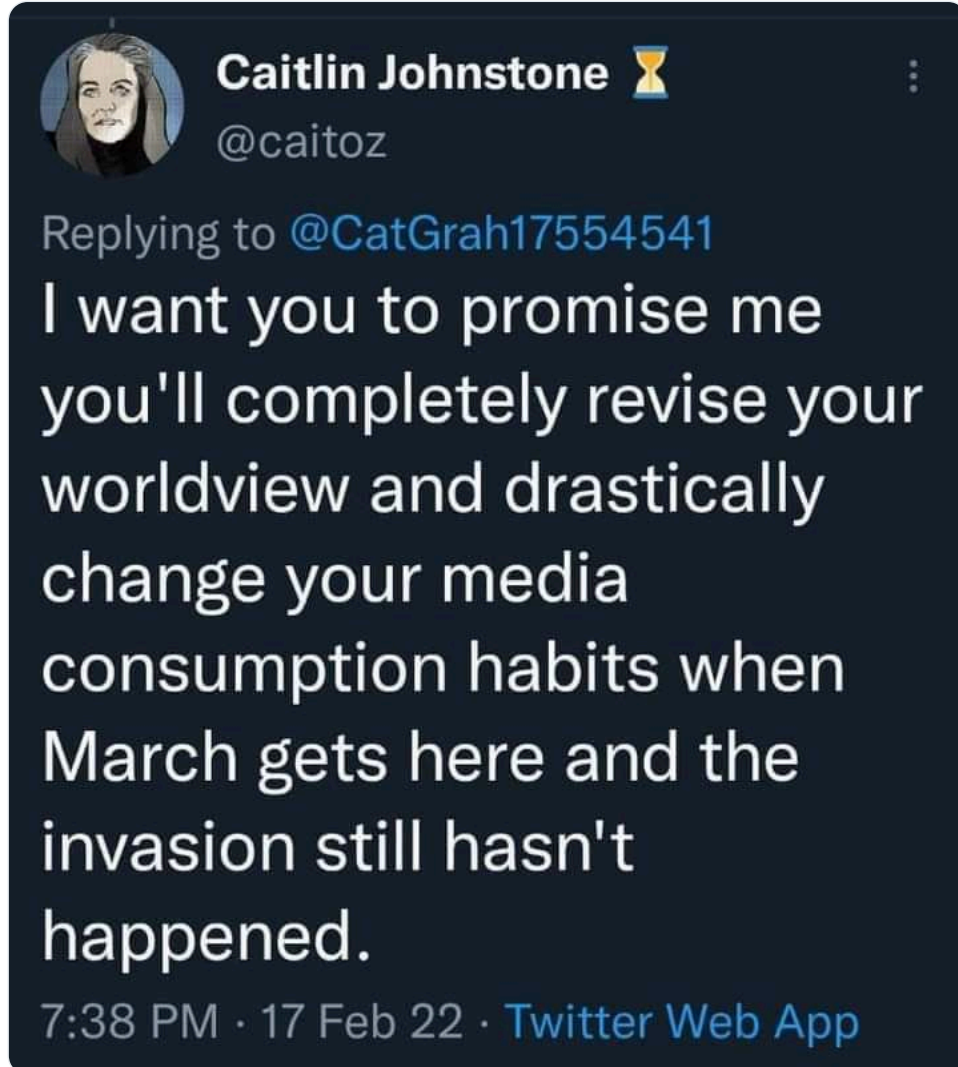 Caitlin Johnstone ⏳
@caitoz
Replying to @CatGrah17554541
I want you to promise me
you'll completely revise your
worldview and drastically
change your media
consumption habits when
March gets here and the
invasion still hasn't
happened.
7:38 PM · 17 Feb 22 · Twitter Web App